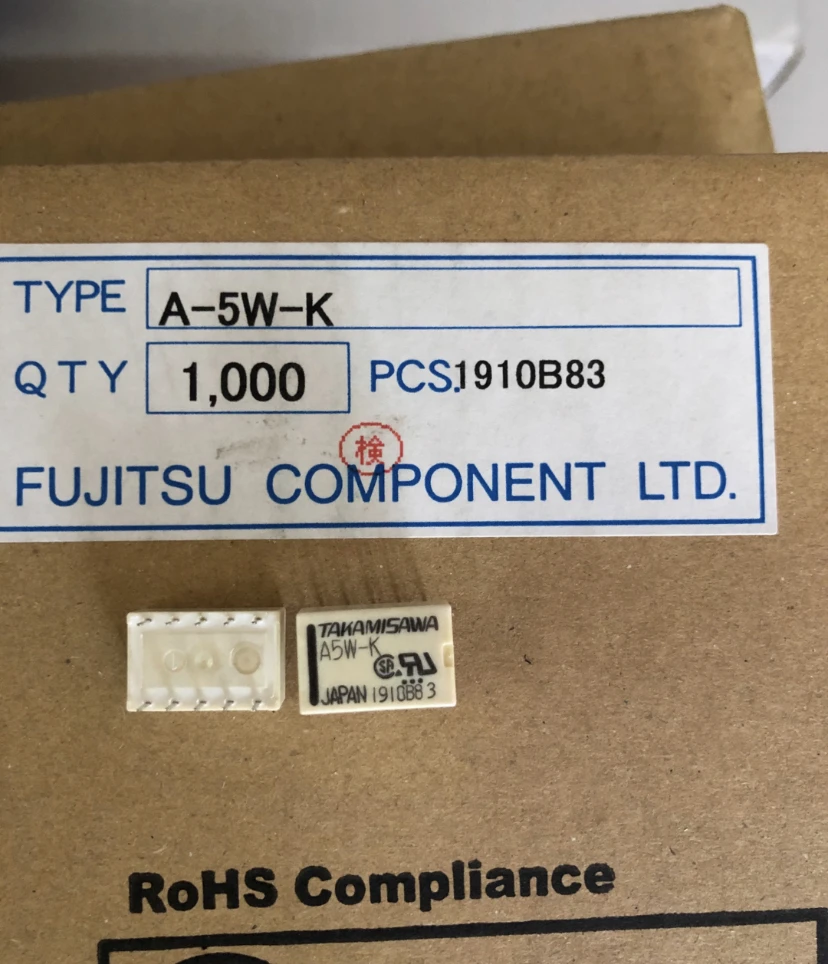 TYPE A-5W-K
QTY 1,000 PCS.1910B83
検
FUJITSU COMPONENT LTD.
TAKAMISAWA
A5W-K
JAPAN 1910B83
RoHS Compliance